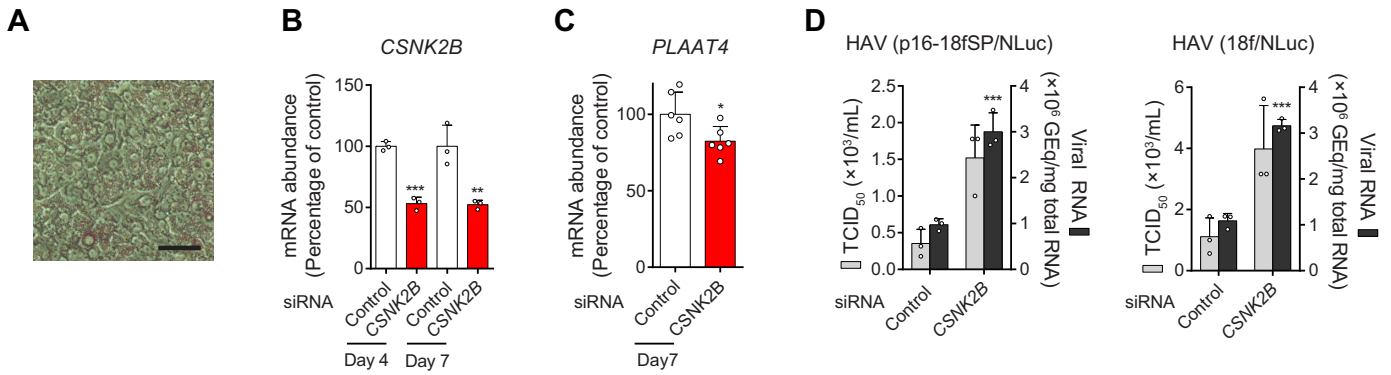 A
B
CSNK2B
mRNA abundance
(Percentage of control)
150
100
50
0
***
**
siRNA
Control
CSNK2B
Control
CSNK2B
Day 4
Day 7
C
PLAAT4
mRNA abundance
(Percentage of control)
100
50
0
*
siRNA
Control
CSNK2B
Day7
D
HAV (p16-18fSP/NLuc)
TCID50 (×10³/mL)
2.5
2.0
1.5
1.0
0.5
0.0
***
4
3
2
1
0
Viral RNA
(×10⁶ GEq/mg total RNA)
siRNA
Control
CSNK2B
HAV (18f/NLuc)
TCID50 (×10³/mL)
6
4
2
0
***
4
3
2
1
0
Viral RNA
(×10⁶ GEq/mg total RNA)
siRNA
Control
CSNK2B